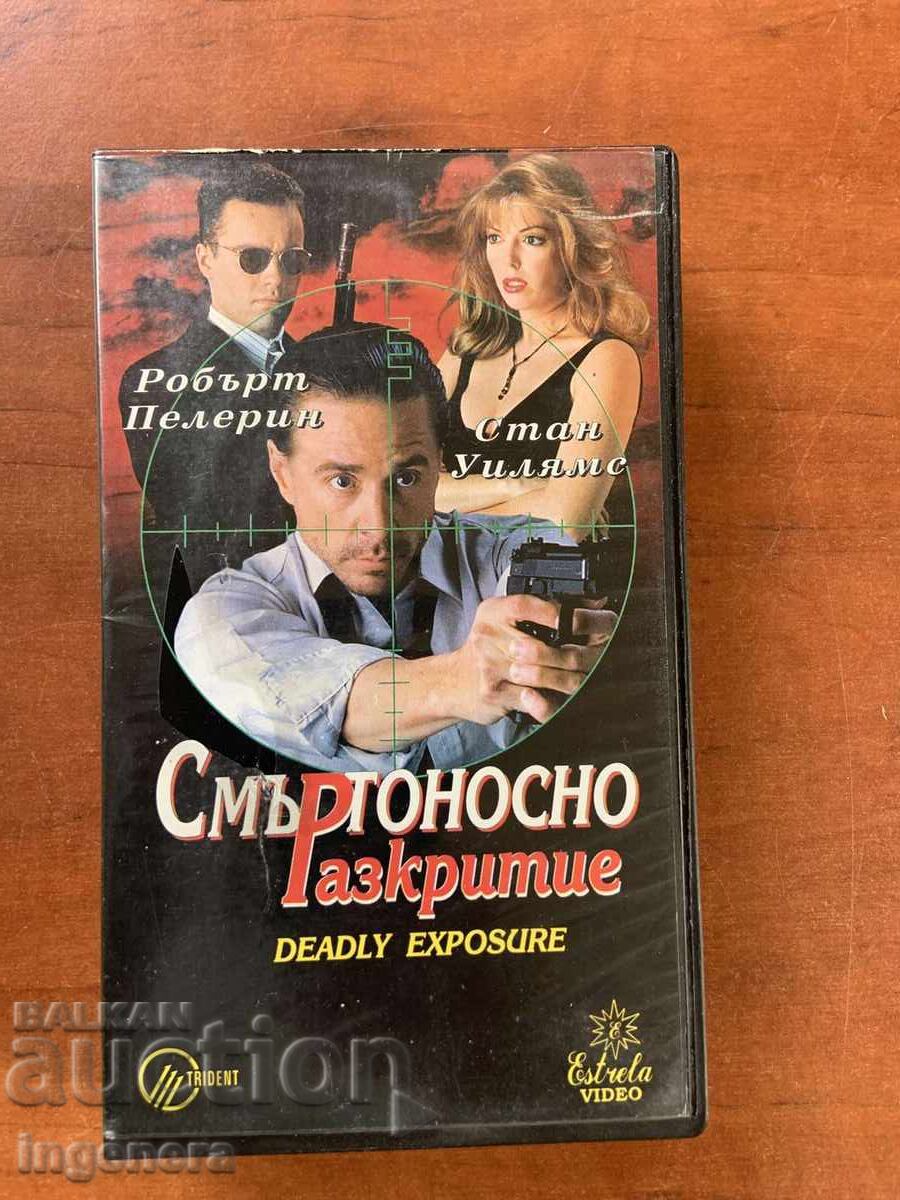 Робърт
Пелерин
Стан
Уилямс
Смъртоносно
Разкритие
DEADLY EXPOSURE
TRIDENT
E
Estrela
VIDEO
BALKAN
auction
ingenera